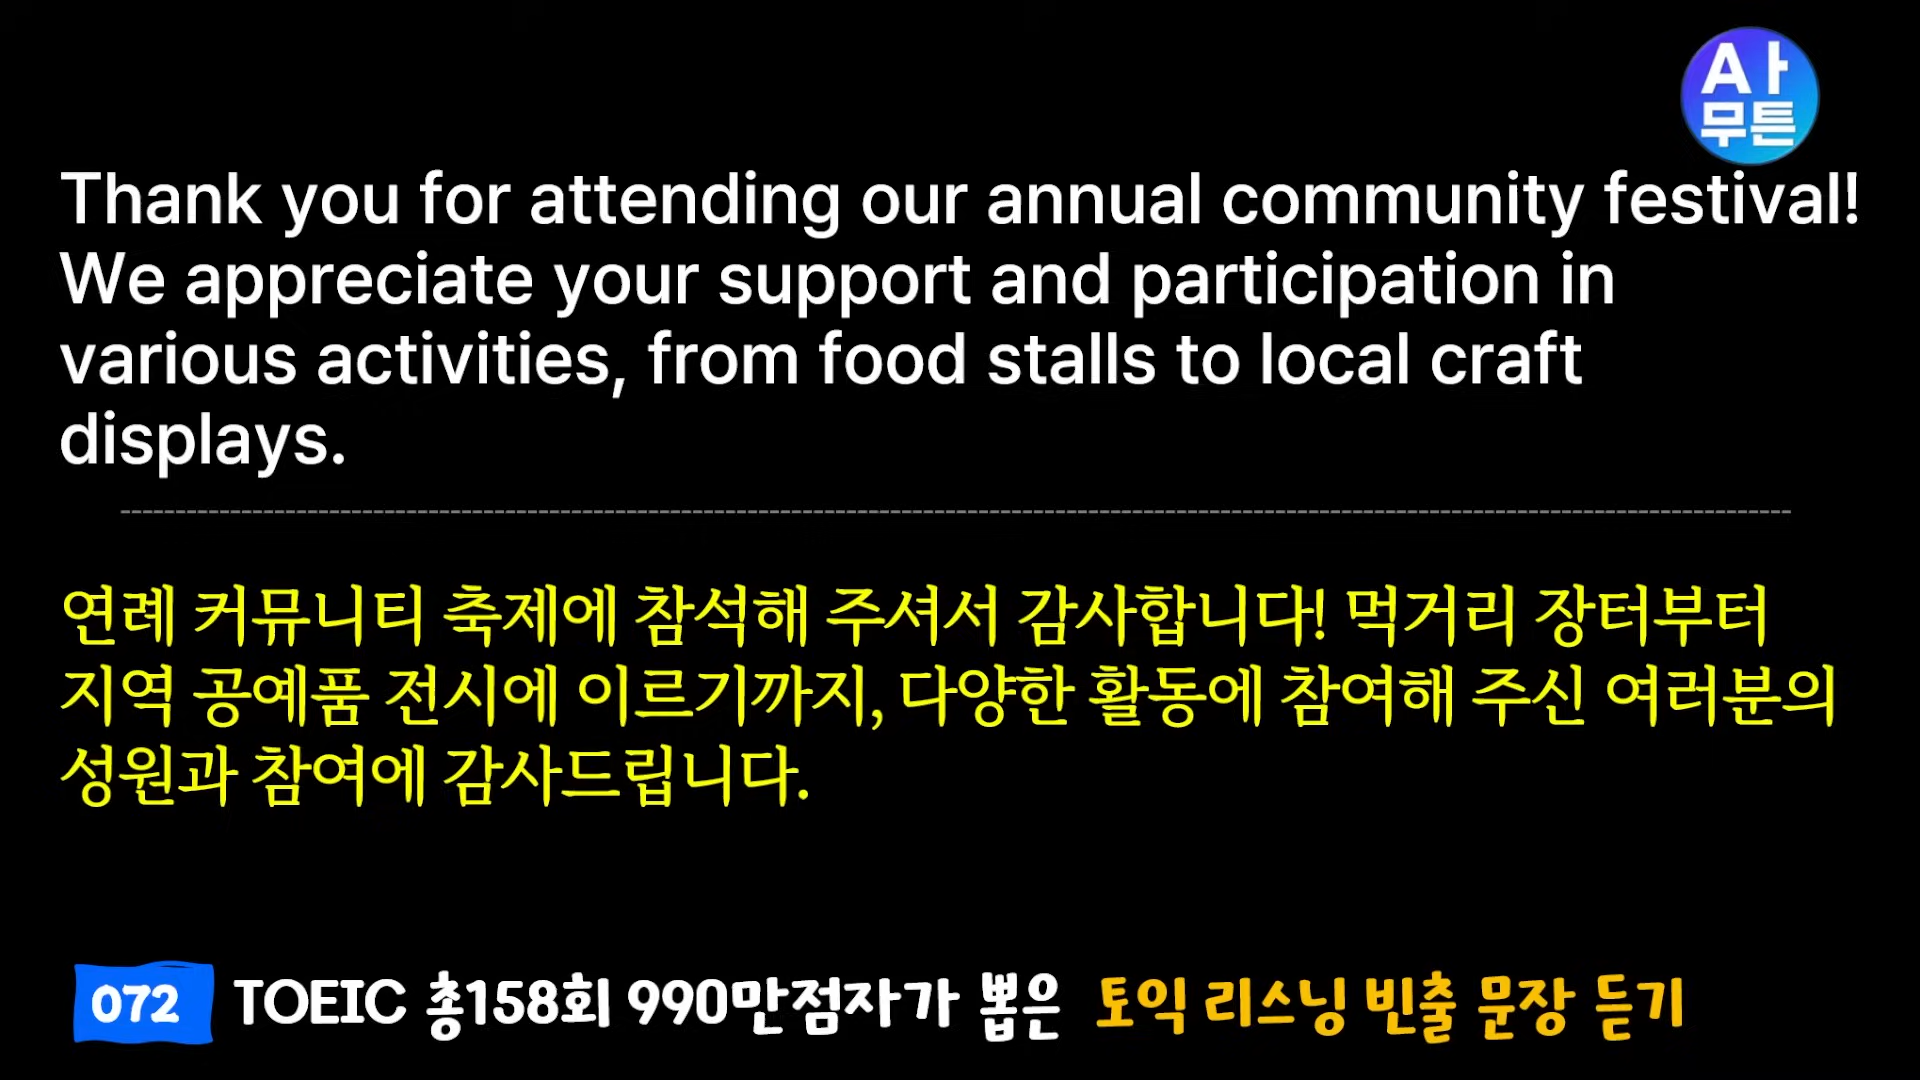 A사
무튼
Thank you for attending our annual community festival!
We appreciate your support and participation in
various activities, from food stalls to local craft
displays.
연례 커뮤니티 축제에 참석해 주셔서 감사합니다! 먹거리 장터부터
지역 공예품 전시에 이르기까지, 다양한 활동에 참여해 주신 여러분의
성원과 참여에 감사드립니다.
072 TOEIC 총158회 990만점자가 뽑은 토익 리스닝 빈출 문장 듣기